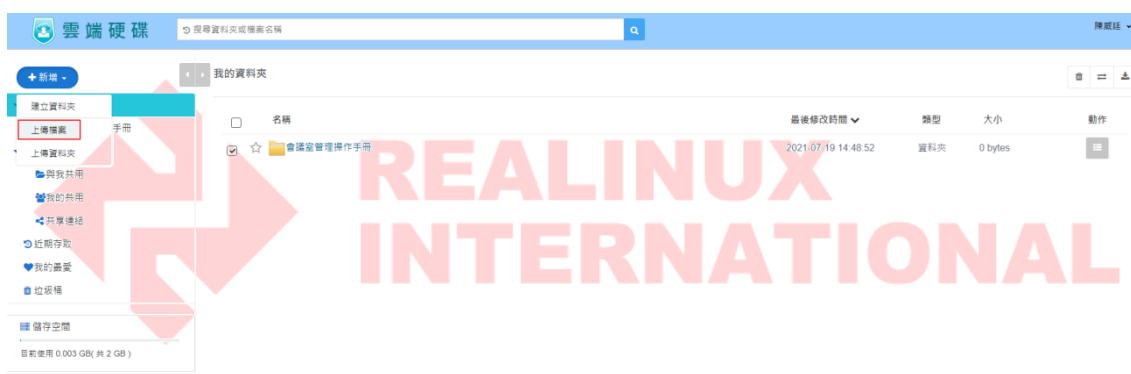 雲端硬碟
搜尋資料夾或檔案名稱
陳威廷
新增
我的資料夾
建立資料夾
上傳檔案
手冊
上傳資料夾
與我共用
我的共用
共享連結
近期存取
我的最愛
垃圾桶
儲存空間
目前使用 0.003 GB( 共 2 GB )
名稱 最後修改時間 類型 大小 動作
會議室管理操作手冊 2021-07-19 14:48:52 資料夾 0 bytes
REALINUX
INTERNATIONAL